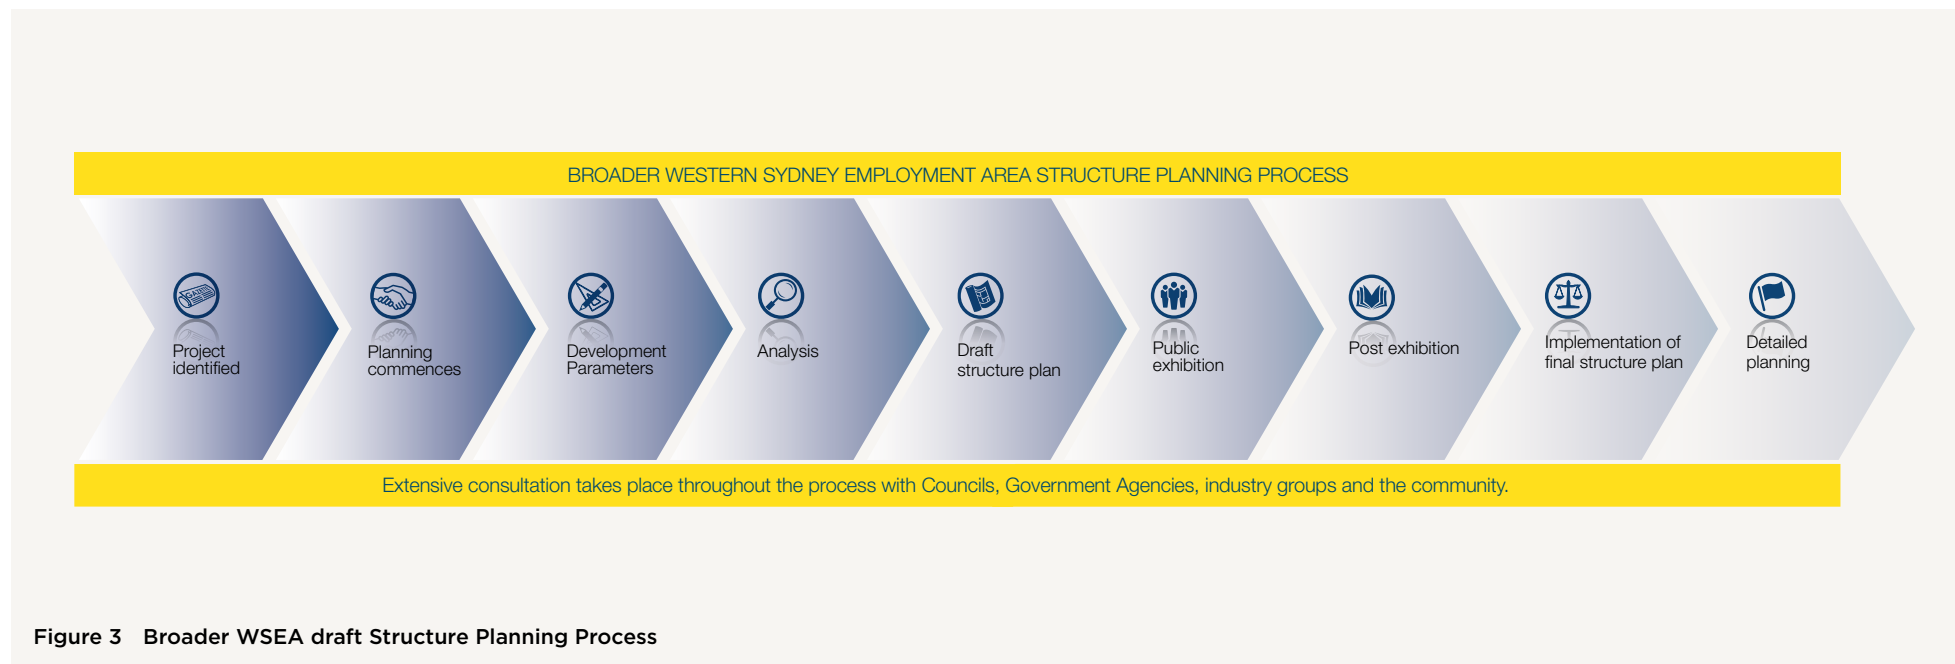 BROADER WESTERN SYDNEY EMPLOYMENT AREA STRUCTURE PLANNING PROCESS
GAZETTE
Project
identified
Planning
commences
Development
Parameters
Analysis
Draft
structure plan
Public
exhibition
Post exhibition
Implementation of
final structure plan
Detailed
planning
Extensive consultation takes place throughout the process with Councils, Government Agencies, industry groups and the community.
Figure 3 Broader WSEA draft Structure Planning Process